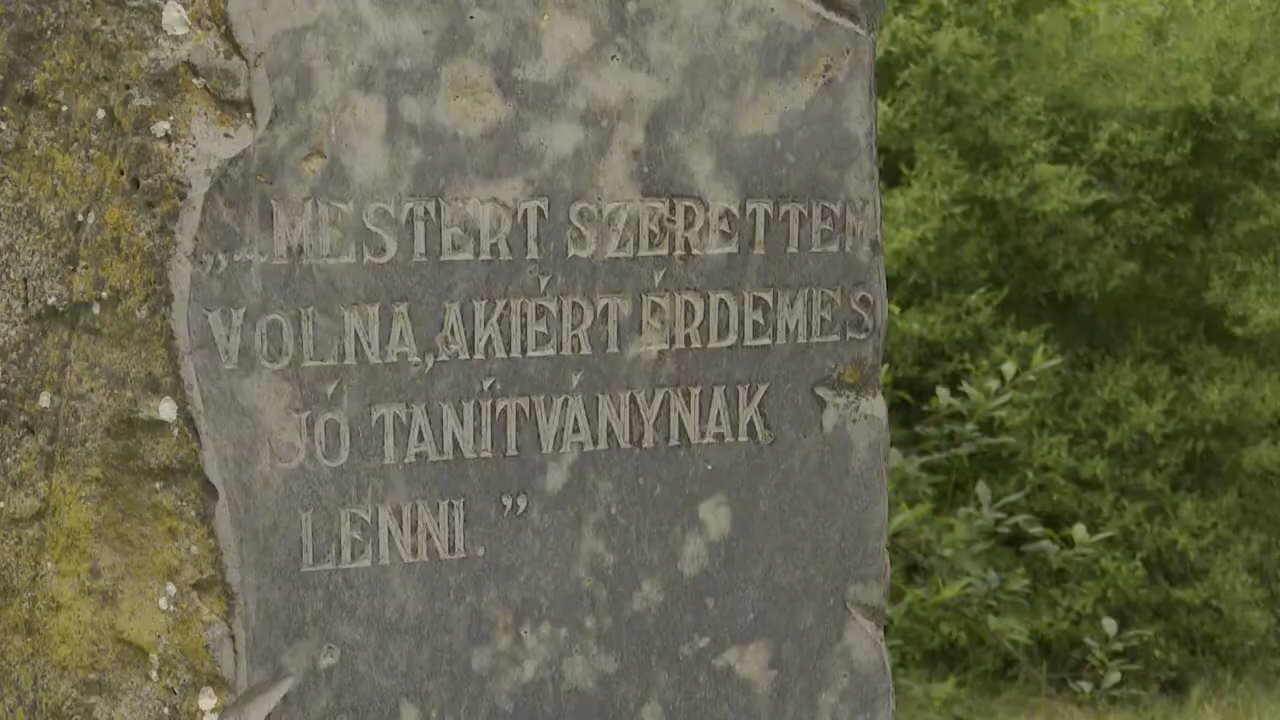 „...MESTERT SZERETTEM
VOLNA, AKIÉRT ÉRDEMES
JÓ TANÍTVÁNYNAK
LENNI.”